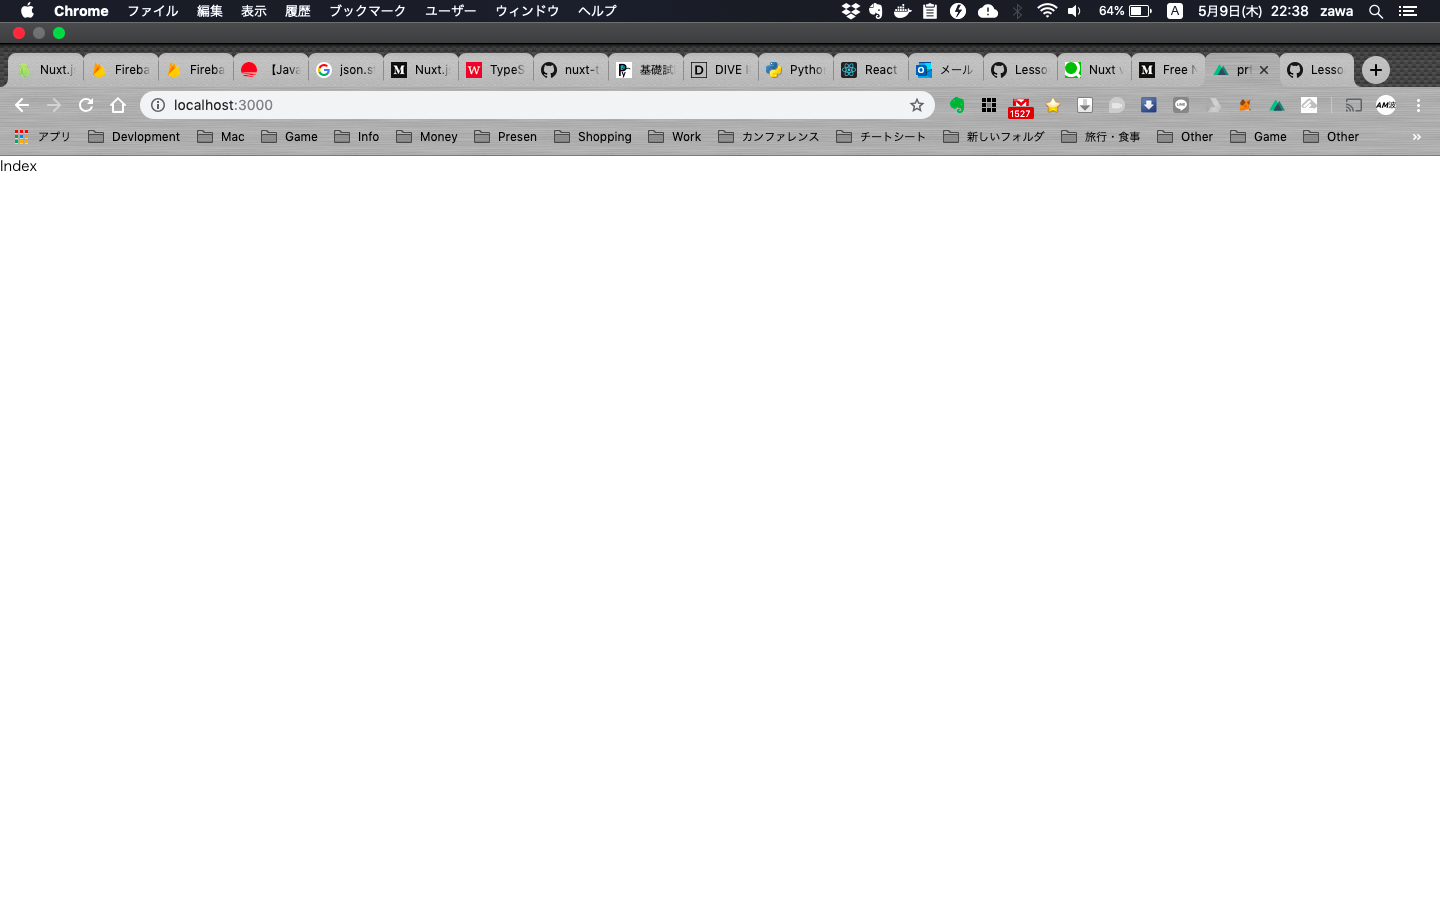 Chrome ファイル 編集 表示 履歴 ブックマーク ユーザー ウィンドウ ヘルプ 64% A 5月9日(木) 22:38 zawa
Nuxt.j Fireba Fireba 【Java json.s Nuxt.j TypeS nuxt-t 基礎試 DIVE Python React メール Lesso Nuxt Free N pr Lesso
localhost:3000 1527
アプリ Devlopment Mac Game Info Money Presen Shopping Work カンファレンス チートシート 新しいフォルダ 旅行・食事 Other Game Other
Index